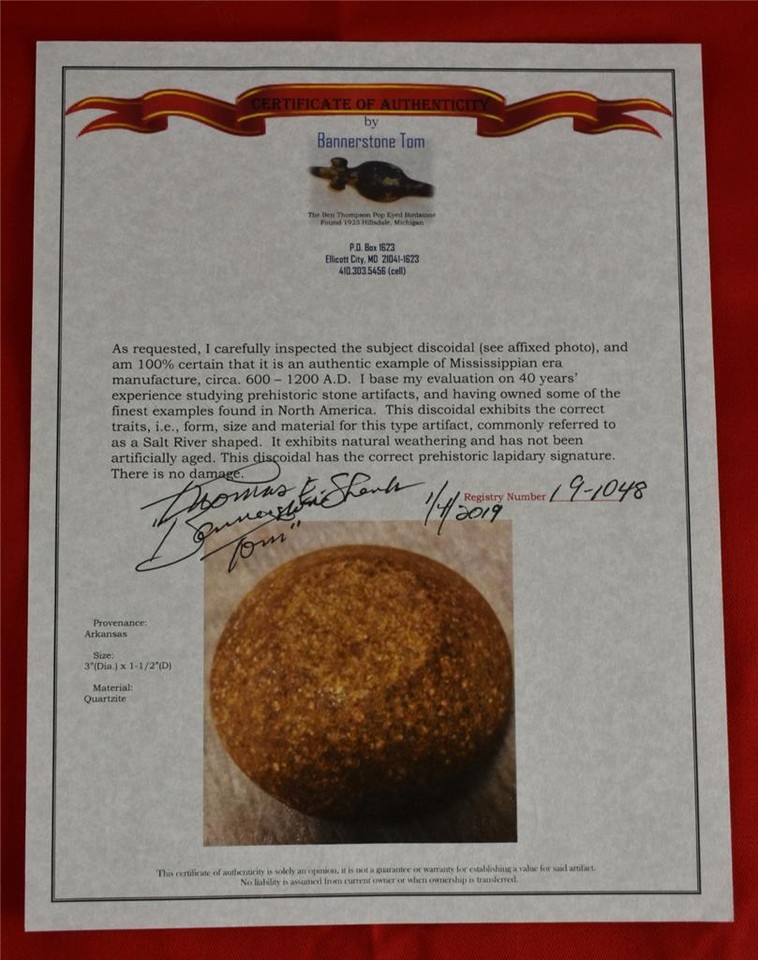 CERTIFICATE OF AUTHENTICITY
by
Bannerstone Tom
The Ben Thompson Pop Eyed Birdstone
Found 1925 Hillsdale, Michigan
P.O. Box 1623
Ellicott City, MD 21041-1623
410.303.5456 (cell)
As requested, I carefully inspected the subject discoidal (see affixed photo), and
am 100% certain that it is an authentic example of Mississippian era
manufacture, circa. 600 – 1200 A.D. I base my evaluation on 40 years'
experience studying prehistoric stone artifacts, and having owned some of the
finest examples found in North America. This discoidal exhibits the correct
traits, i.e., form, size and material for this type artifact, commonly referred to
as a Salt River shaped. It exhibits natural weathering and has not been
artificially aged. This discoidal has the correct prehistoric lapidary signature.
There is no damage.
Thomas E.
"Bannerstone
Tom"
1/4/2019
Registry Number 19-1048
Provenance:
Arkansas
Size:
3"(Dia.) x 1-1/2"(D)
Material:
Quartzite
This certificate of authenticity is solely an opinion, it is not a guarantee or warranty for establishing a value for said artifact.
No liability is assumed from current owner or when ownership is transferred.